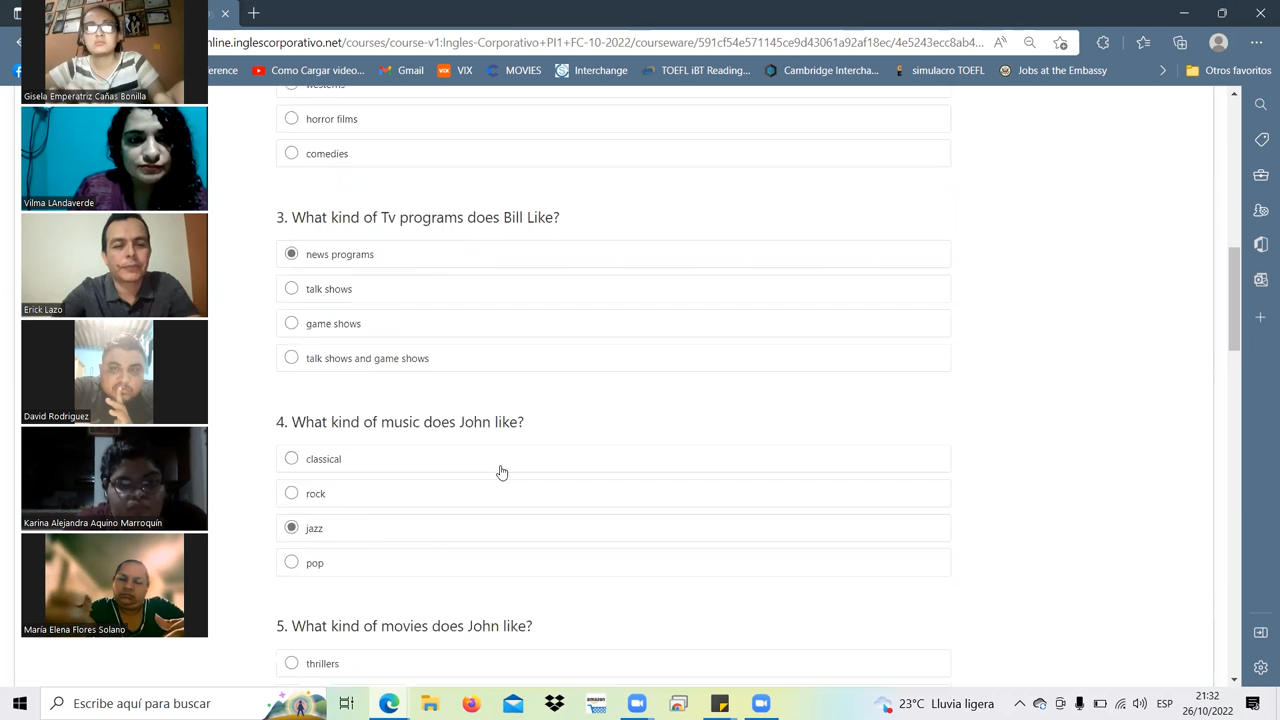 Gisela Emperatriz Cañas Bonilla
Vilma LAndaverde
Erick Lazo
David Rodriguez
Karina Alejandra Aquino Marroquín
María Elena Flores Solano
nline.inglescorporativo.net/courses/course-v1:Ingles-Corporativo+PI1+FC-10-2022/courseware/591cf54e571145ce9d43061a92af18ec/4e5243ecc8ab4...
ference
Como Cargar video...
Gmail
VIX
MOVIES
Interchange
TOEFL iBT Reading...
Cambridge Intercha...
simulacro TOEFL
Jobs at the Embassy
Otros favoritos
westerns
horror films
comedies
3. What kind of Tv programs does Bill Like?
news programs
talk shows
game shows
talk shows and game shows
4. What kind of music does John like?
classical
rock
jazz
pop
5. What kind of movies does John like?
thrillers
Escribe aquí para buscar
23°C Lluvia ligera
ESP
21:32
26/10/2022